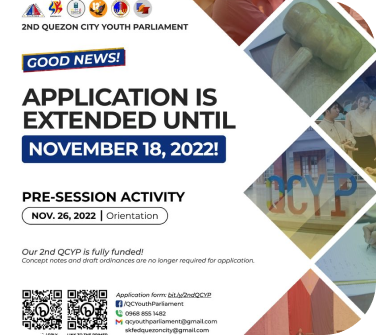 2ND QUEZON CITY YOUTH PARLIAMENT
GOOD NEWS!
APPLICATION IS
EXTENDED UNTIL
NOVEMBER 18, 2022!
PRE-SESSION ACTIVITY
NOV. 26, 2022 | Orientation
QCYP
Our 2nd QCYP is fully funded!
Concept notes and draft ordinances are no longer required for application.
Application form: bit.ly/2ndQCYP
/QCYouthParliament
0968 855 1482
qcyouthparliament@gmail.com
skfedquezoncity@gmail.com